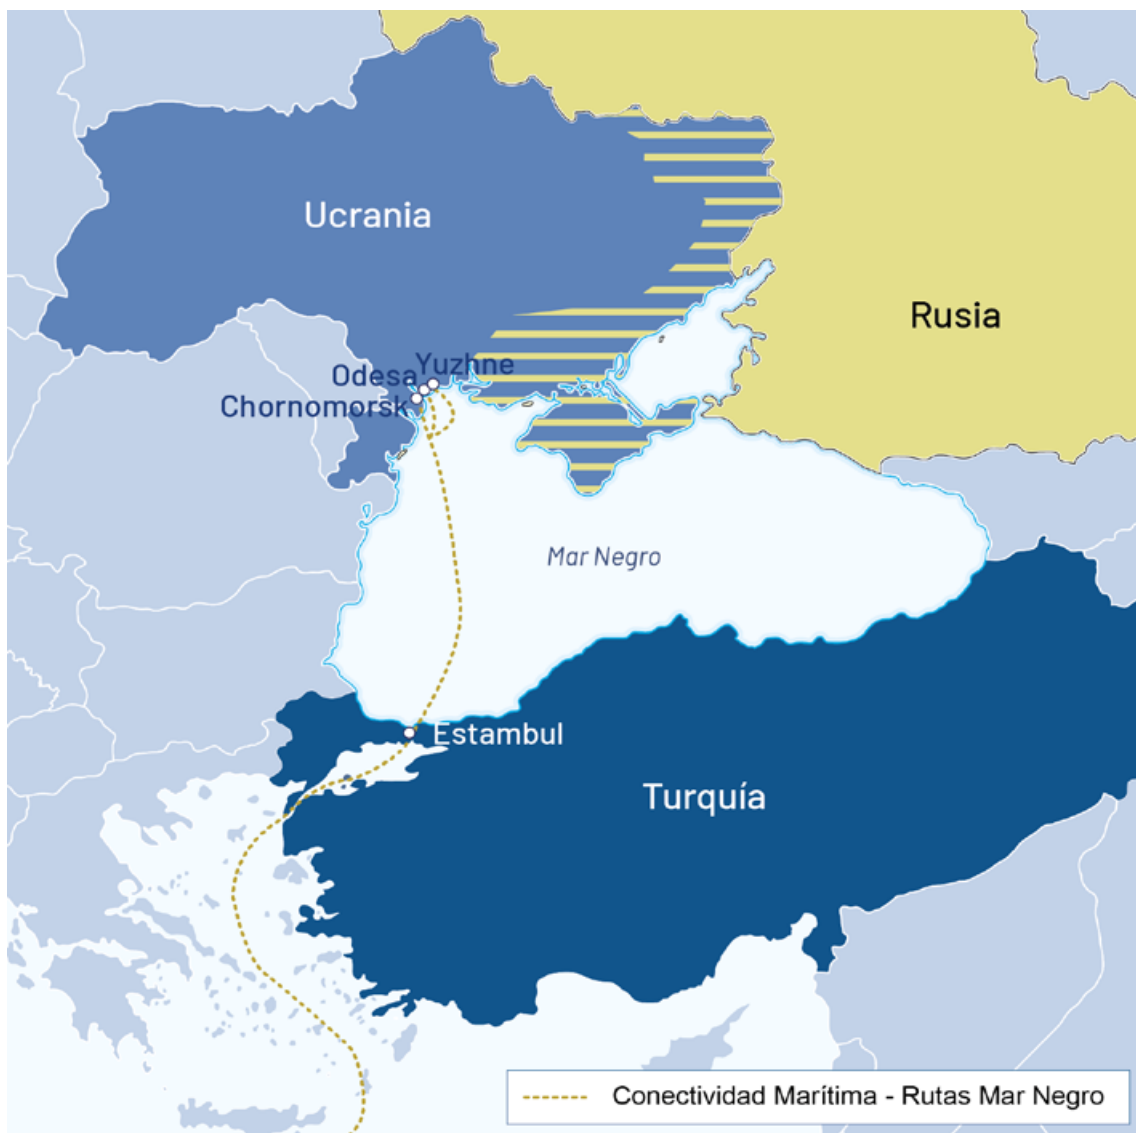 Ucrania
Rusia
Yuzhne
Odesa
Chornomorsk
Mar Negro
Estambul
Turquía
Conectividad Marítima - Rutas Mar Negro